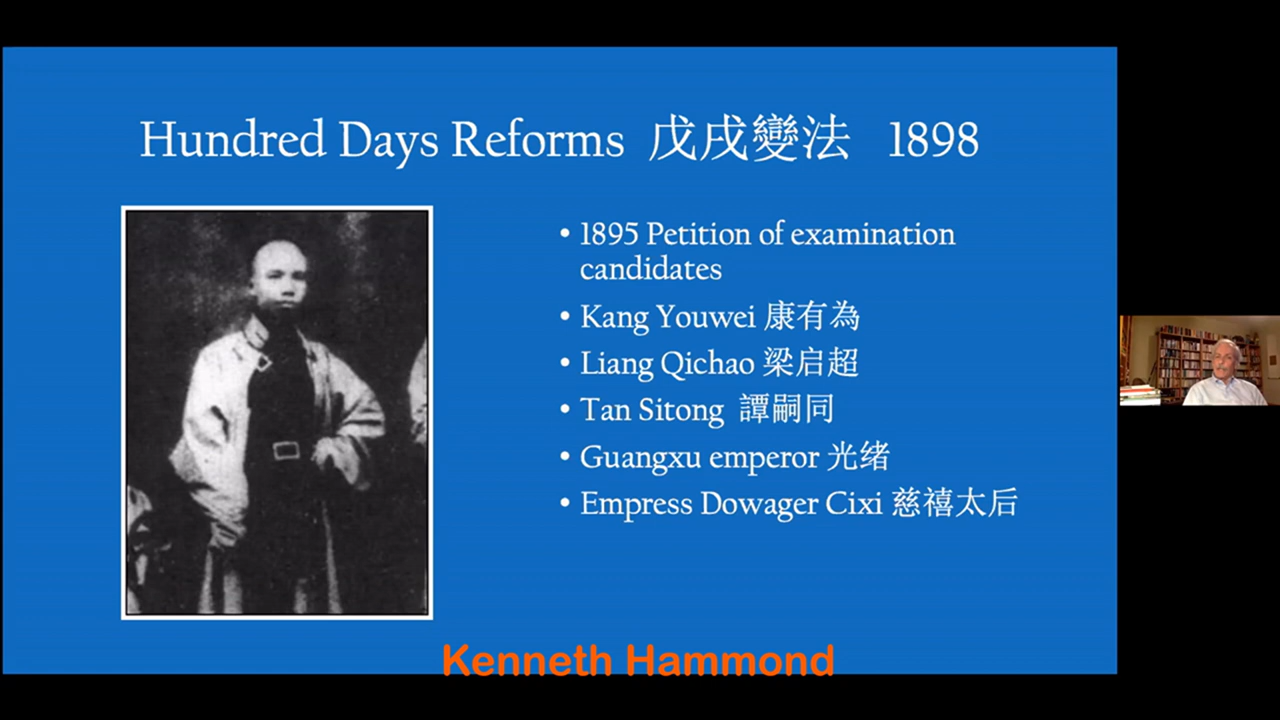 Hundred Days Reforms 戊戌變法 1898
• 1895 Petition of examination
candidates
• Kang Youwei 康有為
• Liang Qichao 梁启超
• Tan Sitong 譚嗣同
• Guangxu emperor 光绪
• Empress Dowager Cixi 慈禧太后
Kenneth Hammond